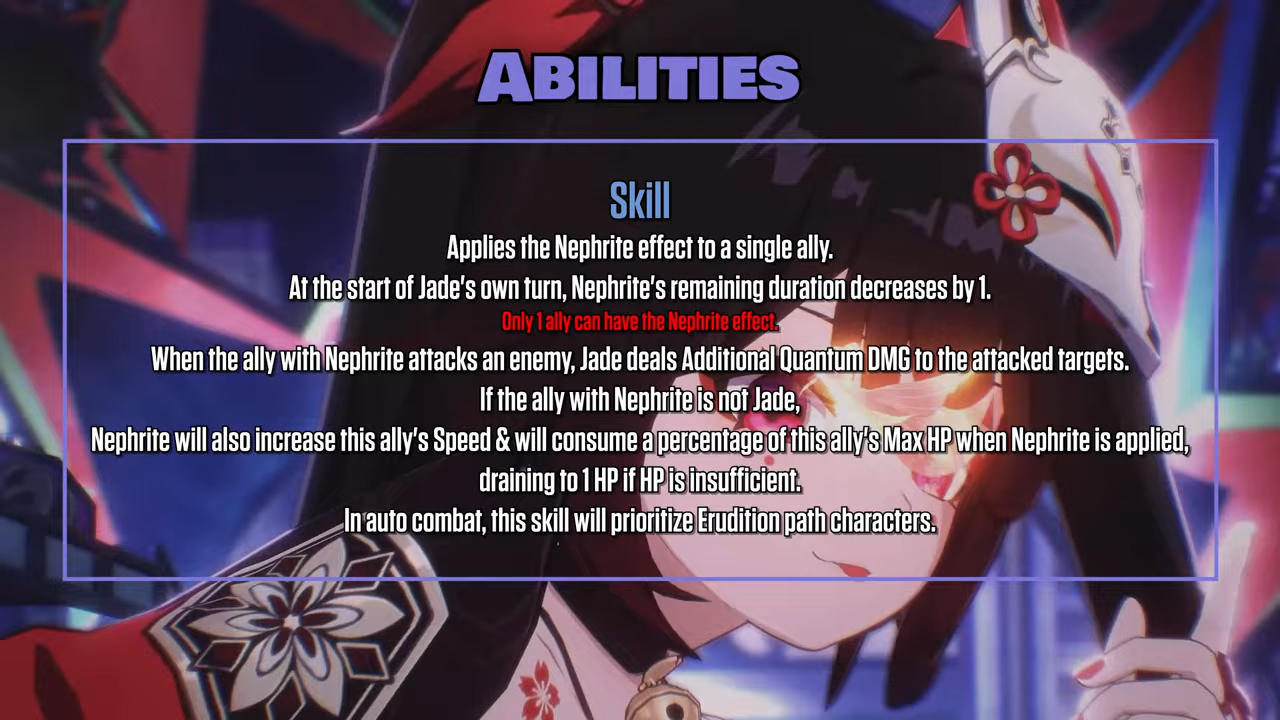 ABILITIES
Skill
Applies the Nephrite effect to a single ally.
At the start of Jade's own turn, Nephrite's remaining duration decreases by 1.
Only 1 ally can have the Nephrite effect.
When the ally with Nephrite attacks an enemy, Jade deals Additional Quantum DMG to the attacked targets.
If the ally with Nephrite is not Jade,
Nephrite will also increase this ally's Speed & will consume a percentage of this ally's Max HP when Nephrite is applied,
draining to 1 HP if HP is insufficient.
In auto combat, this skill will prioritize Erudition path characters.